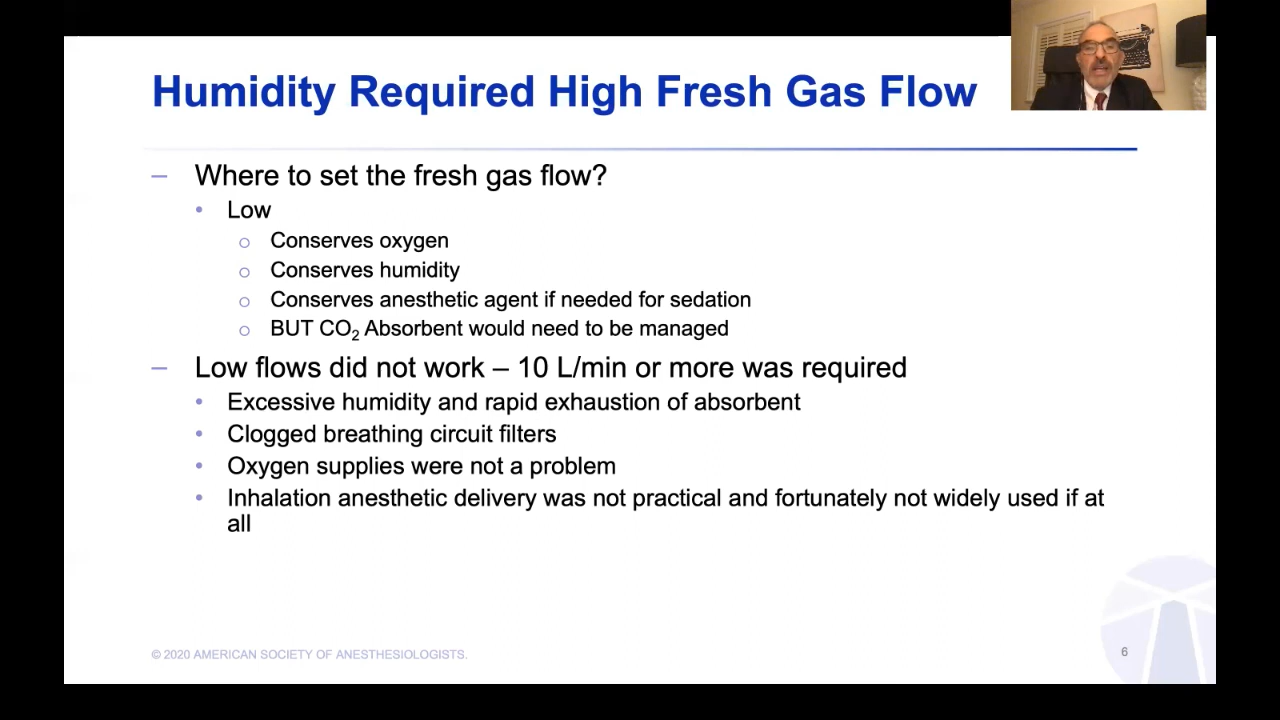 Humidity Required High Fresh Gas Flow
– Where to set the fresh gas flow?
• Low
o Conserves oxygen
o Conserves humidity
o Conserves anesthetic agent if needed for sedation
o BUT CO₂ Absorbent would need to be managed
– Low flows did not work – 10 L/min or more was required
• Excessive humidity and rapid exhaustion of absorbent
• Clogged breathing circuit filters
• Oxygen supplies were not a problem
• Inhalation anesthetic delivery was not practical and fortunately not widely used if at
all
© 2020 AMERICAN SOCIETY OF ANESTHESIOLOGISTS.
6